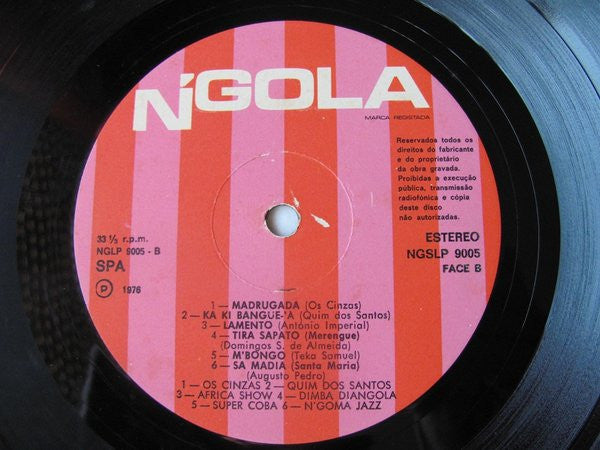 N'GOLA
MARCA REGISTADA
Reservados todos os
direitos do fabricante
e do proprietário
da obra gravada.
Proibidas a execução
pública, transmissão
radiofónica e cópia
deste disco
não autorizadas.
33 ⅓ r.p.m.
NGLP 9005 - B
SPA
Ⓟ 1976
ESTEREO
NGSLP 9005
FACE B
1 — MADRUGADA (Os Cinzas)
2 — KA KI BANGUE-'A (Quim dos Santos)
3 — LAMENTO (António Imperial)
4 — TIRA SAPATO (Merengue)
(Domingos S. de Almeida)
5 — M'BONGO (Teka Samuel)
6 — SA MADIA (Santa Maria)
(Augusto Pedro)
1 — OS CINZAS 2 — QUIM DOS SANTOS
3 — AFRICA SHOW 4 — DIMBA DIANGOLA
5 — SUPER COBA 6 — N'GOMA JAZZ